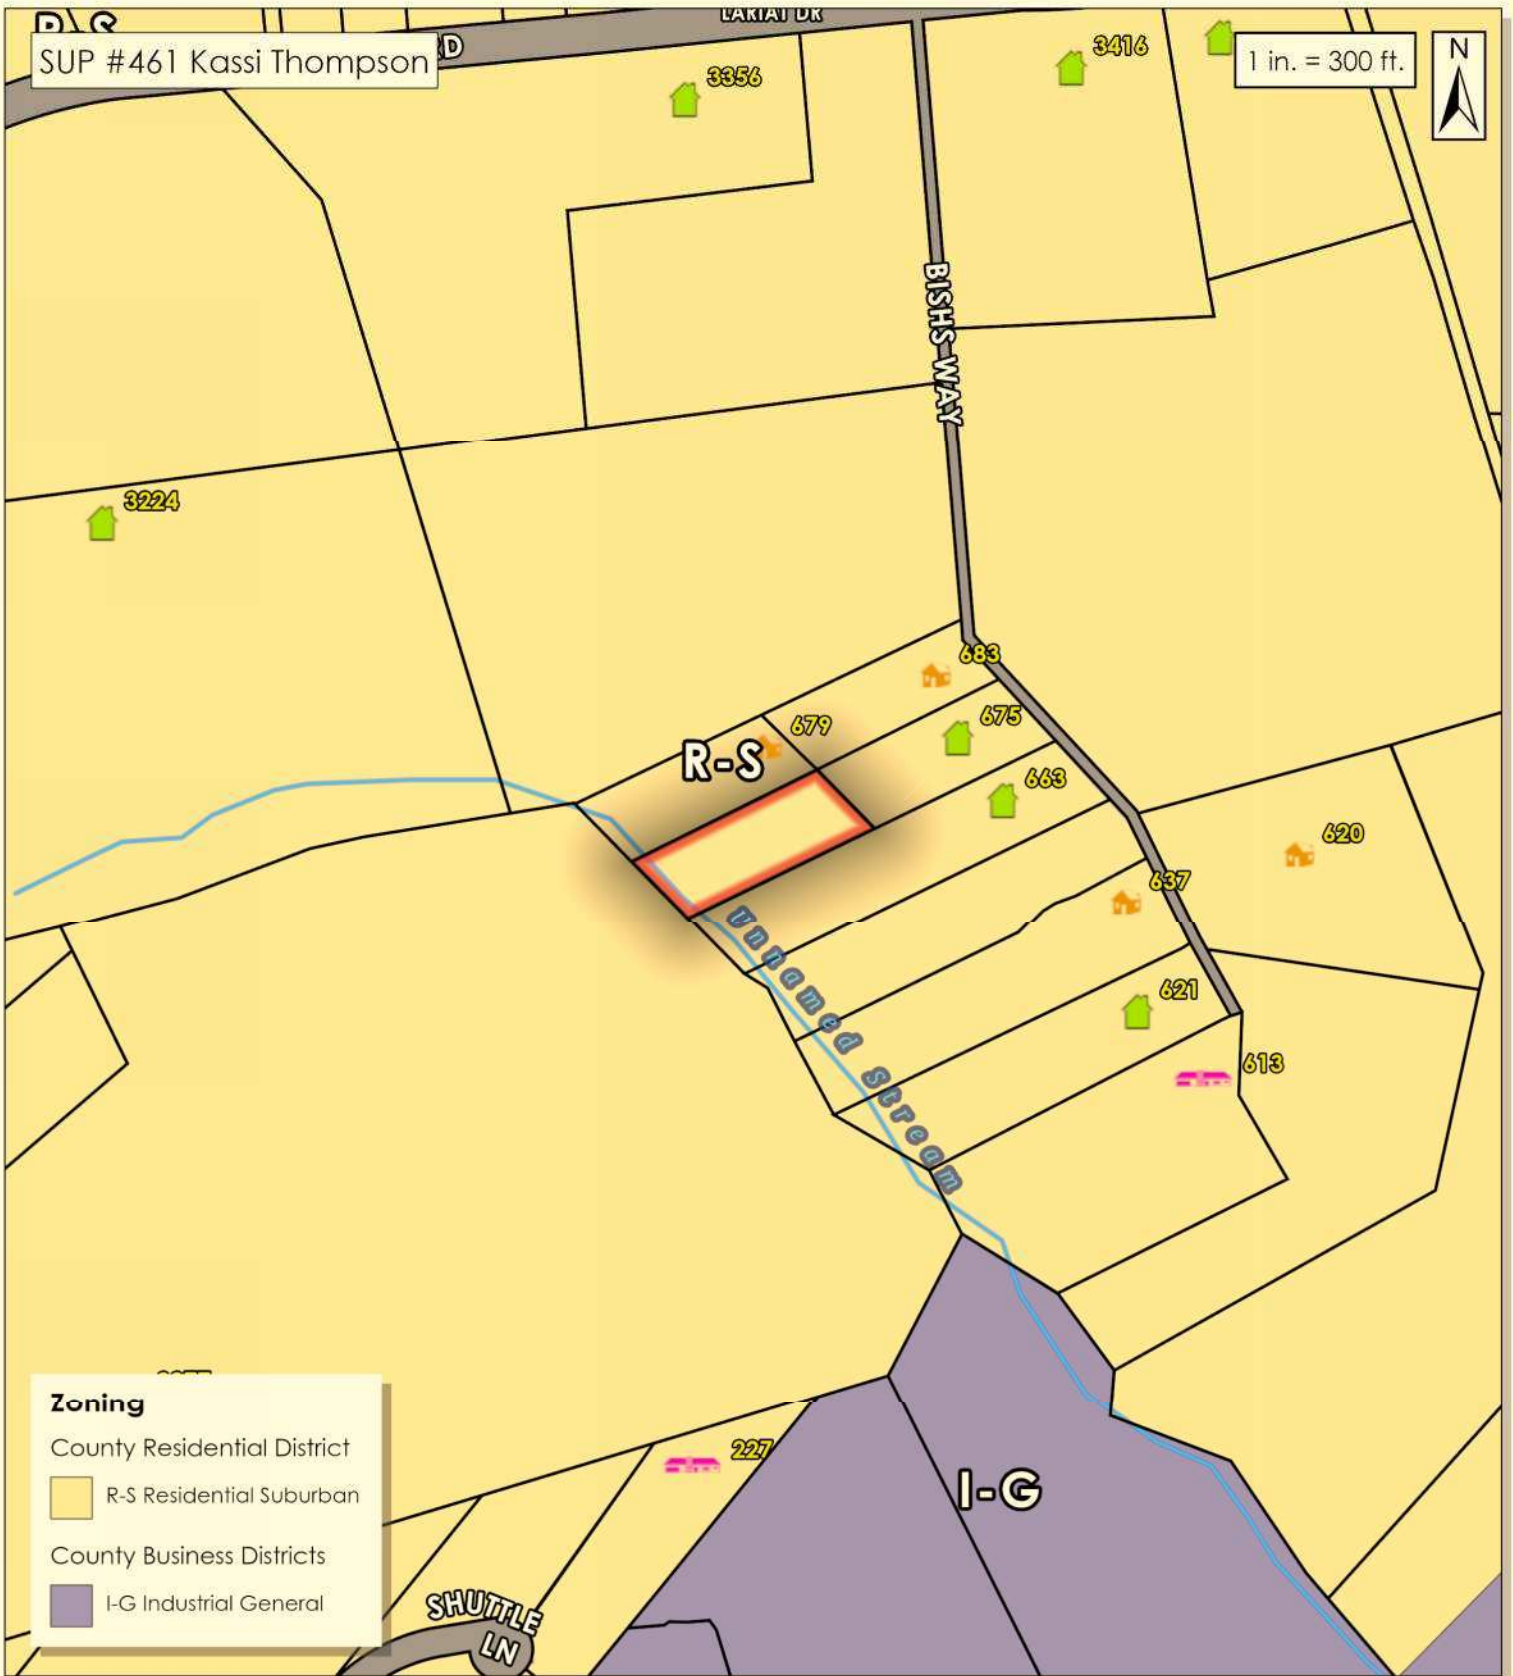 R-S
LARIAT DR
RD
SUP #461 Kassi Thompson
3416
1 in. = 300 ft.
N
3356
BISHS WAY
3224
683
675
679
R-S
663
620
637
621
Unnamed Stream
613
227
I-G
Zoning
County Residential District
R-S Residential Suburban
County Business Districts
I-G Industrial General
SHUTTLE
LN